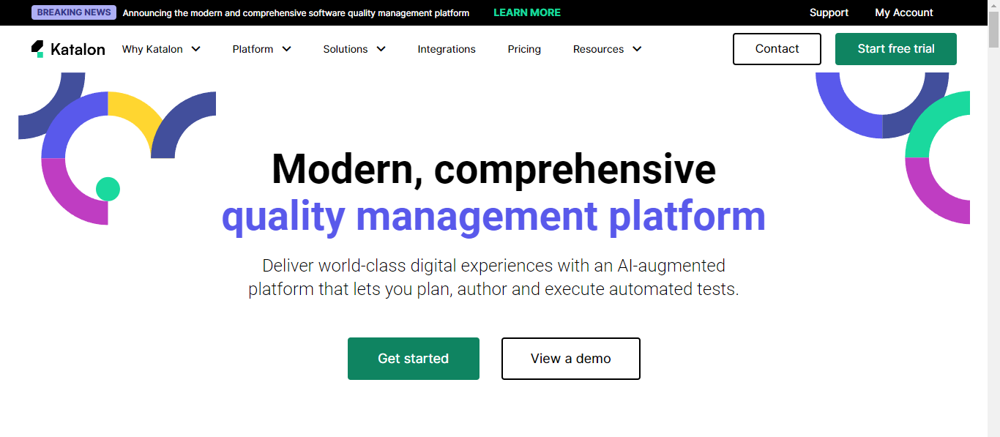 BREAKING NEWS Announcing the modern and comprehensive software quality management platform LEARN MORE Support My Account
Katalon Why Katalon Platform Solutions Integrations Pricing Resources Contact Start free trial
Modern, comprehensive
quality management platform
Deliver world-class digital experiences with an AI-augmented
platform that lets you plan, author and execute automated tests.
Get started View a demo